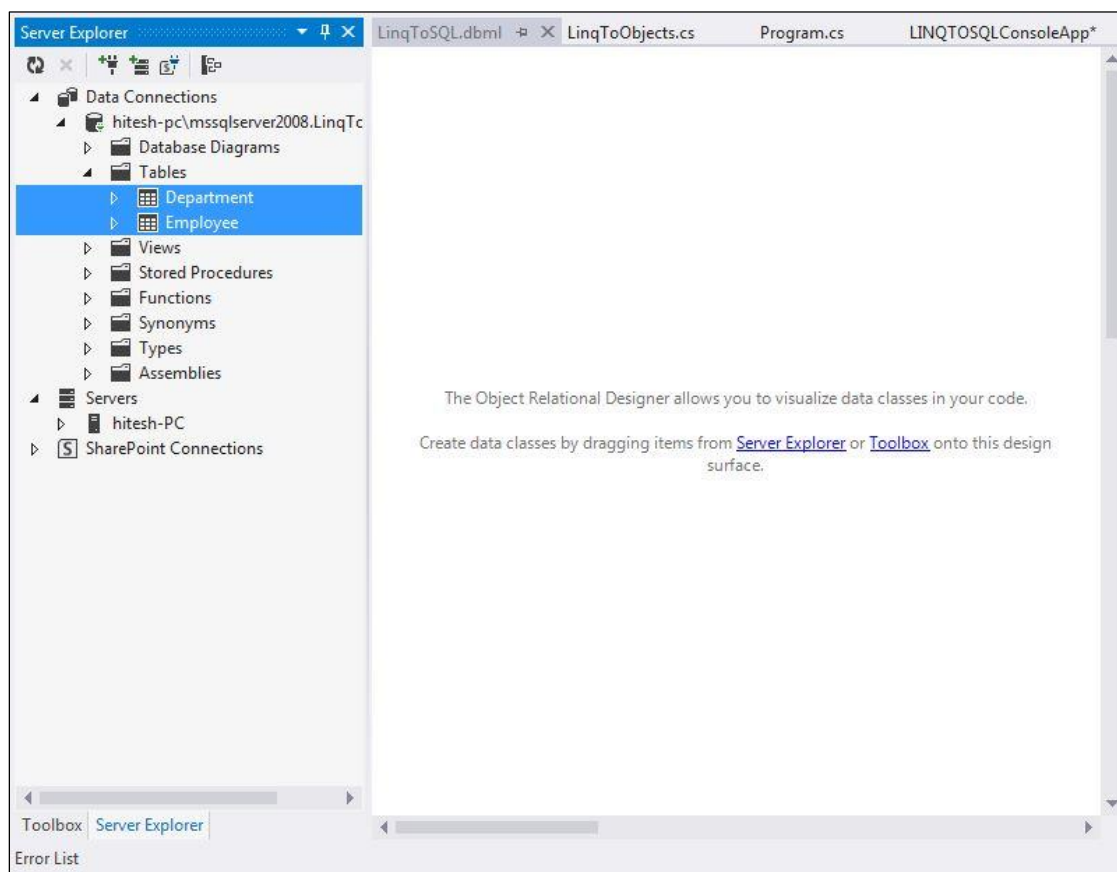 Server Explorer
LinqToSQL.dbml LinqToObjects.cs Program.cs LINQTOSQLConsoleApp*
Data Connections
hitesh-pc\mssqlserver2008.LinqTo
Database Diagrams
Tables
Department
Employee
Views
Stored Procedures
Functions
Synonyms
Types
Assemblies
Servers
hitesh-PC
SharePoint Connections
The Object Relational Designer allows you to visualize data classes in your code.
Create data classes by dragging items from Server Explorer or Toolbox onto this design
surface.
Toolbox Server Explorer
Error List